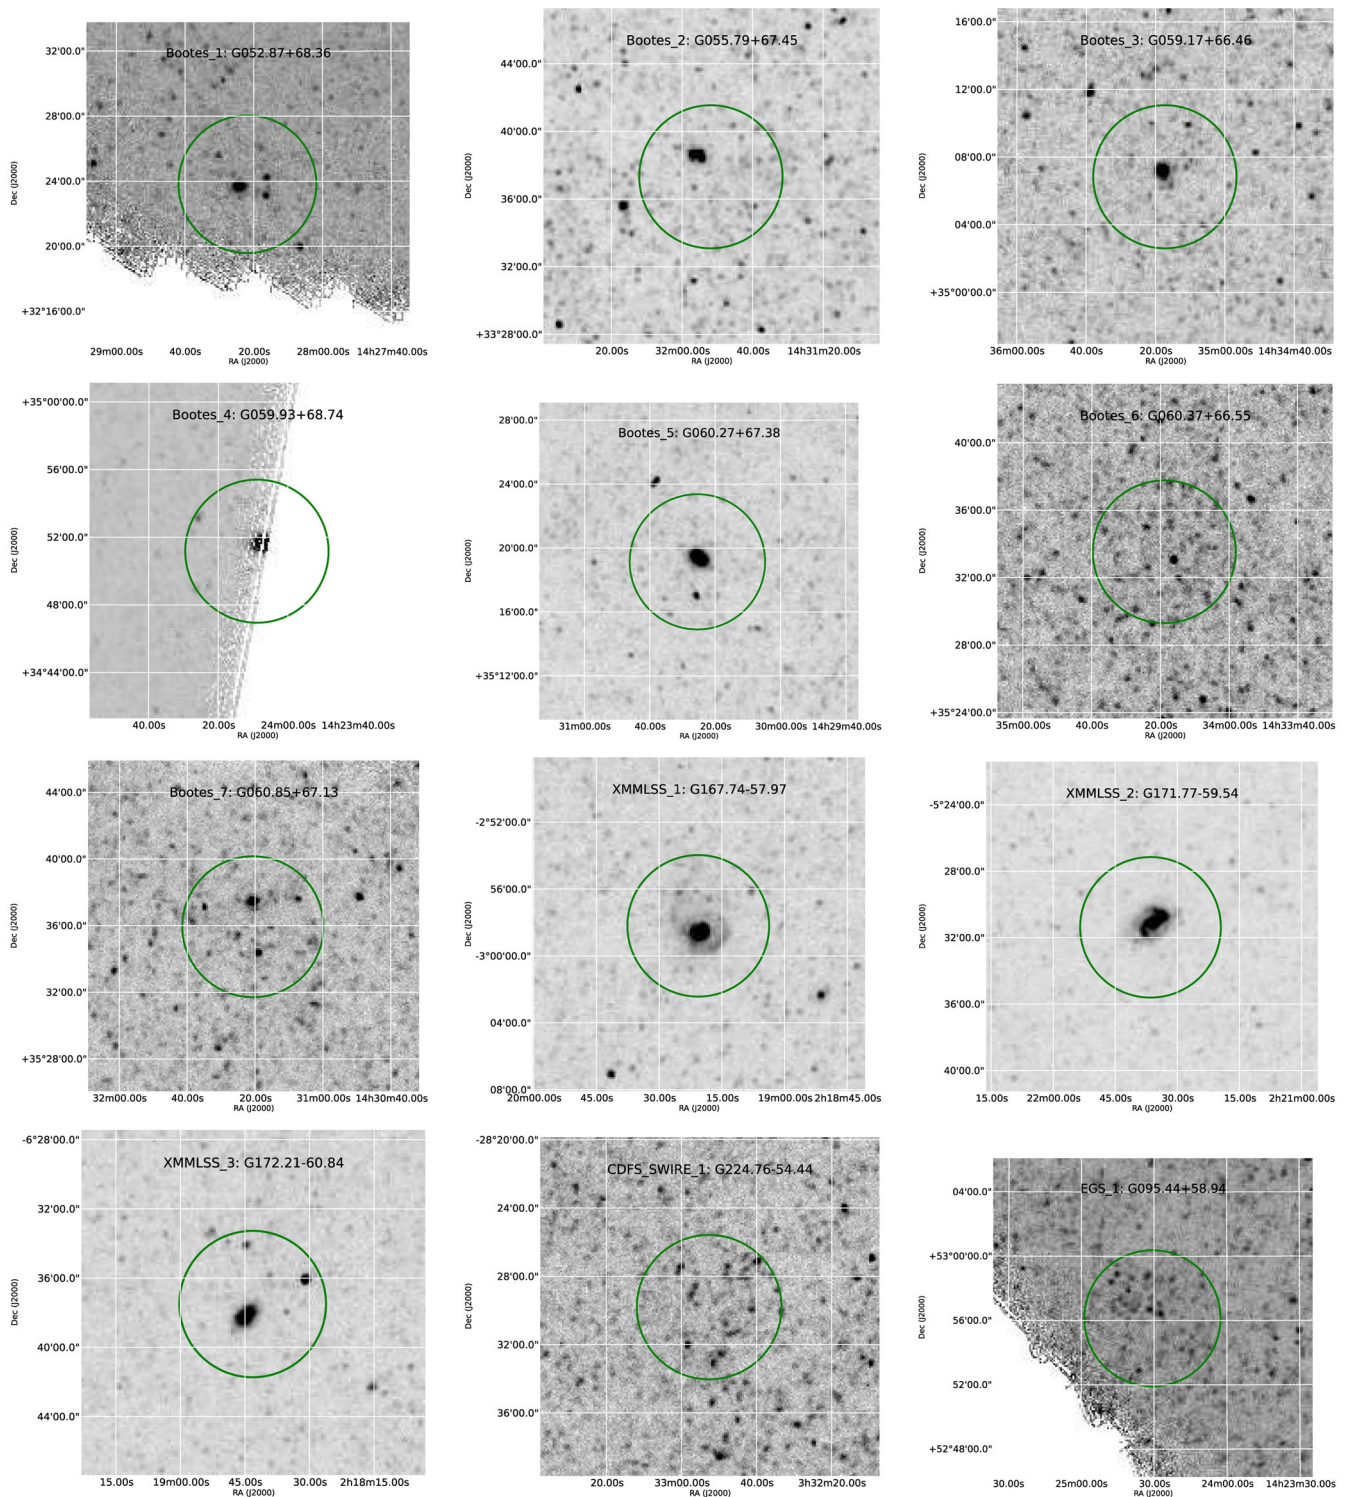 Bootes_1: G052.87+68.36
32'00.0"
28'00.0"
24'00.0"
20'00.0"
+32°16'00.0"
Dec (J2000)
29m00.00s 40.00s 20.00s 28m00.00s 14h27m40.00s
RA (J2000)
Bootes_2: G055.79+67.45
44'00.0"
40'00.0"
36'00.0"
32'00.0"
+33°28'00.0"
Dec (J2000)
20.00s 32m00.00s 40.00s 14h31m20.00s
RA (J2000)
Bootes_3: G059.17+66.46
16'00.0"
12'00.0"
08'00.0"
04'00.0"
+35°00'00.0"
Dec (J2000)
36m00.00s 40.00s 20.00s 35m00.00s 14h34m40.00s
RA (J2000)
Bootes_4: G059.93+68.74
+35°00'00.0"
56'00.0"
52'00.0"
48'00.0"
+34°44'00.0"
Dec (J2000)
40.00s 20.00s 24m00.00s 14h23m40.00s
RA (J2000)
Bootes_5: G060.27+67.38
28'00.0"
24'00.0"
20'00.0"
16'00.0"
+35°12'00.0"
Dec (J2000)
31m00.00s 40.00s 20.00s 30m00.00s 14h29m40.00s
RA (J2000)
Bootes_6: G060.37+66.55
40'00.0"
36'00.0"
32'00.0"
28'00.0"
+35°24'00.0"
Dec (J2000)
35m00.00s 40.00s 20.00s 34m00.00s 14h33m40.00s
RA (J2000)
Bootes_7: G060.85+67.13
44'00.0"
40'00.0"
36'00.0"
32'00.0"
+35°28'00.0"
Dec (J2000)
32m00.00s 40.00s 20.00s 31m00.00s 14h30m40.00s
RA (J2000)
XMMLSS_1: G167.74-57.97
-2°52'00.0"
56'00.0"
-3°00'00.0"
04'00.0"
08'00.0"
Dec (J2000)
20m00.00s 45.00s 30.00s 15.00s 19m00.00s 2h18m45.00s
RA (J2000)
XMMLSS_2: G171.77-59.54
-5°24'00.0"
28'00.0"
32'00.0"
36'00.0"
40'00.0"
Dec (J2000)
15.00s 22m00.00s 45.00s 30.00s 15.00s 2h21m00.00s
RA (J2000)
XMMLSS_3: G172.21-60.84
-6°28'00.0"
32'00.0"
36'00.0"
40'00.0"
44'00.0"
Dec (J2000)
15.00s 19m00.00s 45.00s 30.00s 2h18m15.00s
RA (J2000)
CDFS_SWIRE_1: G224.76-54.44
-28°20'00.0"
24'00.0"
28'00.0"
32'00.0"
36'00.0"
Dec (J2000)
20.00s 33m00.00s 40.00s 3h32m20.00s
RA (J2000)
EGS_1: G095.44+58.94
04'00.0"
+53°00'00.0"
56'00.0"
52'00.0"
+52°48'00.0"
Dec (J2000)
30.00s 25m00.00s 30.00s 24m00.00s 14h23m30.00s
RA (J2000)